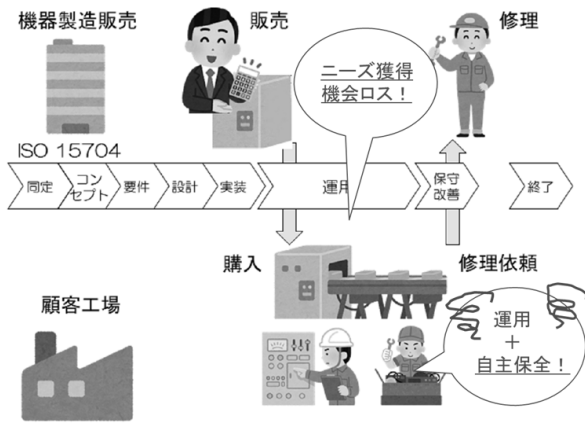 機器製造販売
販売
修理
ニーズ獲得
機会ロス！
ISO 15704
同定
コン
セプト
要件
設計
実装
運用
保守
改善
終了
購入
修理依頼
顧客工場
運用
＋
自主保全！